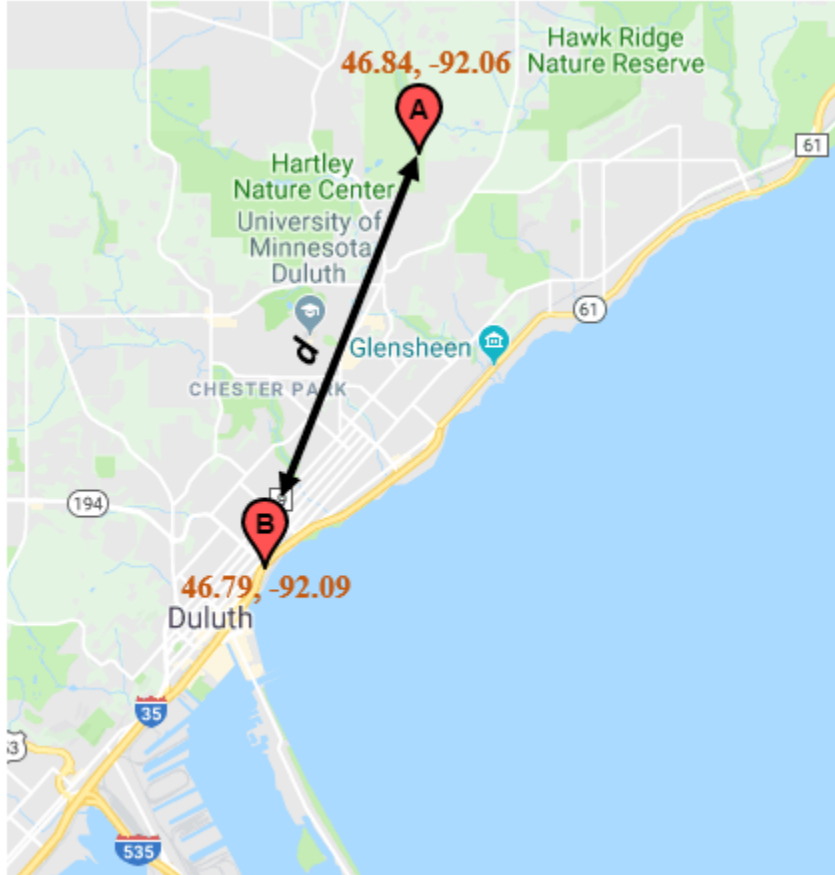 46.84, -92.06
Hawk Ridge
Nature Reserve
A
61
Hartley
Nature Center
University of
Minnesota
Duluth
61
d
Glensheen
CHESTER PARK
194
B
46.79, -92.09
Duluth
35
53
535